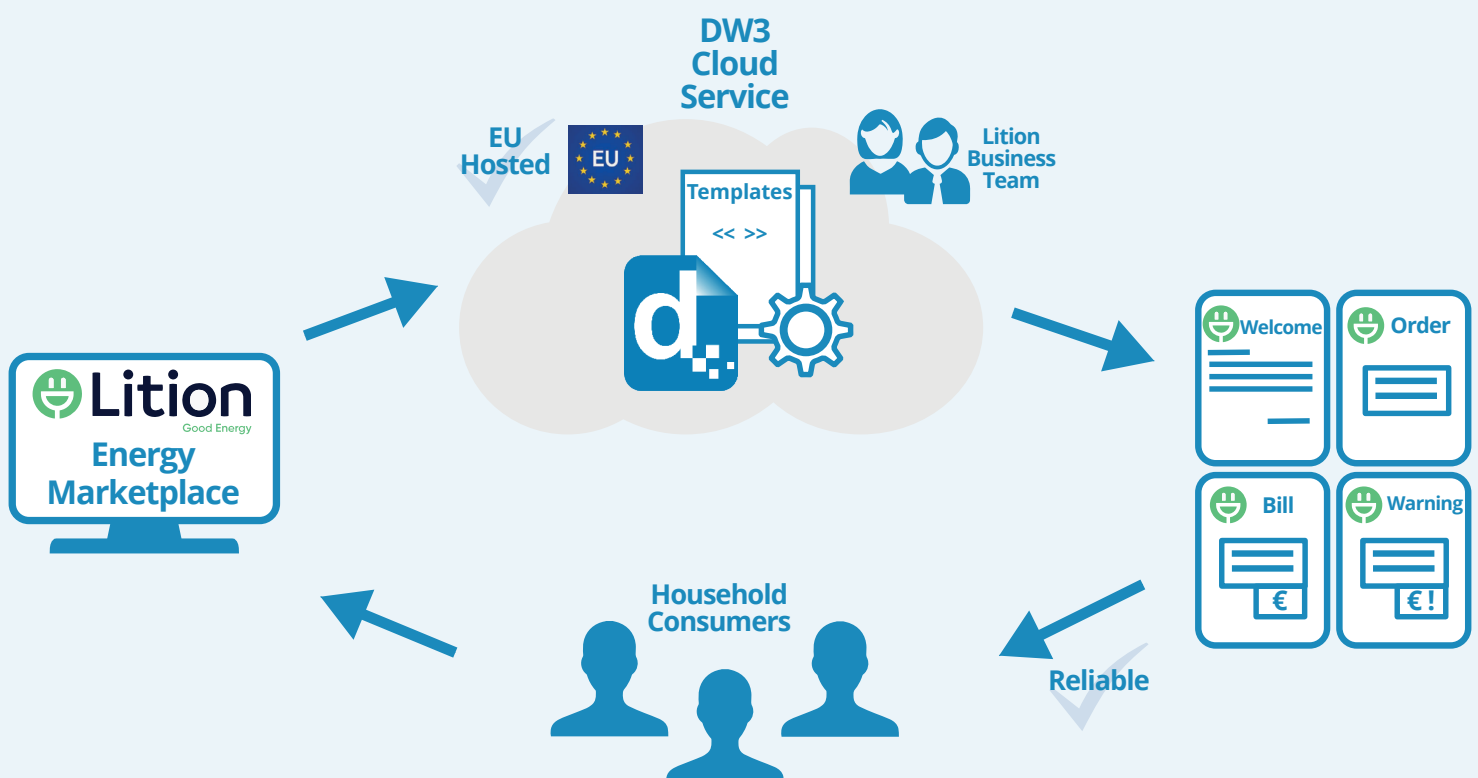 DW3
Cloud
Service
EU
Hosted
EU
Lition
Business
Team
Templates
<< >>
d
Lition
Good Energy
Energy
Marketplace
Welcome
Order
Bill
€
Warning
€ !
Household
Consumers
Reliable